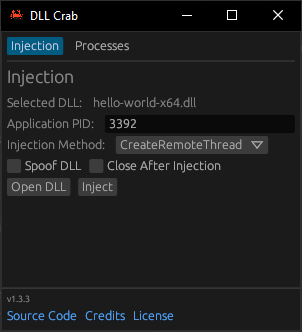 DLL Crab
Injection Processes
Injection
Selected DLL: hello-world-x64.dll
Application PID: 3392
Injection Method: CreateRemoteThread
Spoof DLL Close After Injection
Open DLL Inject
v1.3.3
Source Code Credits License